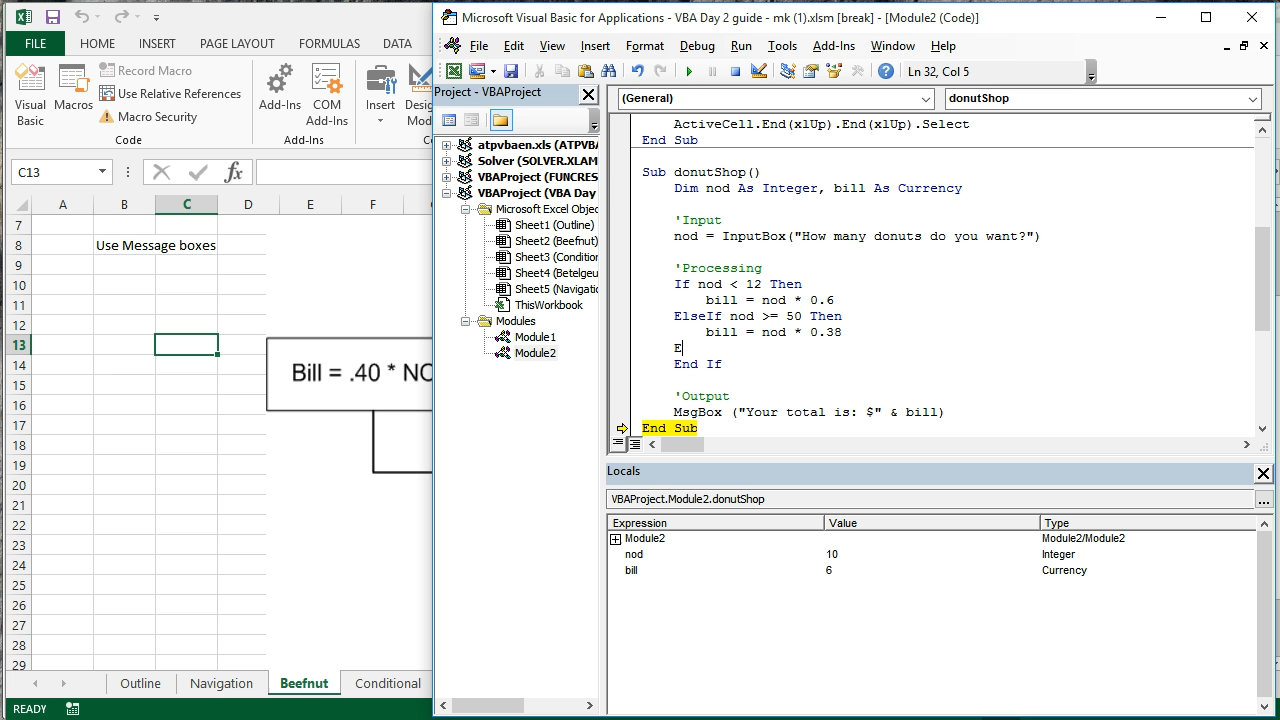 Microsoft Visual Basic for Applications - VBA Day 2 guide - mk (1).xlsm [break] - [Module2 (Code)]
FILE HOME INSERT PAGE LAYOUT FORMULAS DATA
File Edit View Insert Format Debug Run Tools Add-Ins Window Help
Ln 32, Col 5
Visual Basic
Macros
Record Macro
Use Relative References
Macro Security
Code
Add-Ins
COM Add-Ins
Add-Ins
Insert
C13
A B C D E F
7
8 Use Message boxes
9
10
11
12
13
14
15
16
17
18
19
20
21
22
23
24
25
26
27
28
29
Bill = .40 *
Outline Navigation Beefnut Conditional
READY
Project - VBAProject
atpvbaen.xls (ATPVBA
Solver (SOLVER.XLAM
VBAProject (FUNCRES
VBAProject (VBA Day
Microsoft Excel Objec
Sheet1 (Outline)
Sheet2 (Beefnut)
Sheet3 (Condition
Sheet4 (Betelgeu
Sheet5 (Navigatio
ThisWorkbook
Modules
Module1
Module2
(General) donutShop
ActiveCell.End(xlUp).End(xlUp).Select
End Sub
Sub donutShop()
Dim nod As Integer, bill As Currency
'Input
nod = InputBox("How many donuts do you want?")
'Processing
If nod < 12 Then
bill = nod * 0.6
ElseIf nod >= 50 Then
bill = nod * 0.38
E
End If
'Output
MsgBox ("Your total is: $" & bill)
End Sub
Locals
VBAProject.Module2.donutShop
Expression Value Type
Module2 Module2/Module2
nod 10 Integer
bill 6 Currency